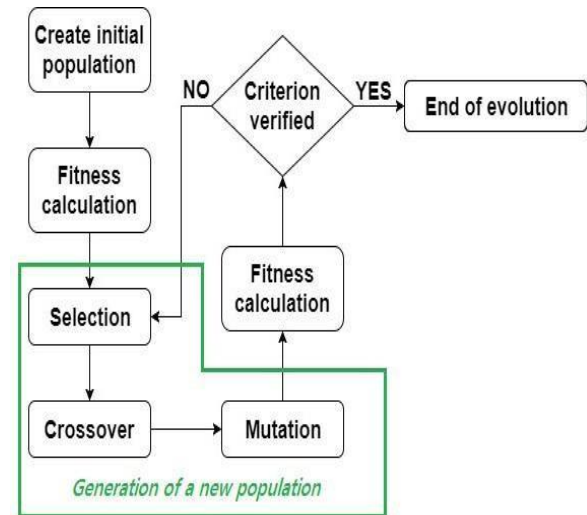 Create initial
population
Fitness
calculation
Selection
Crossover
Mutation
Fitness
calculation
Criterion
verified
NO
YES
End of evolution
Generation of a new population